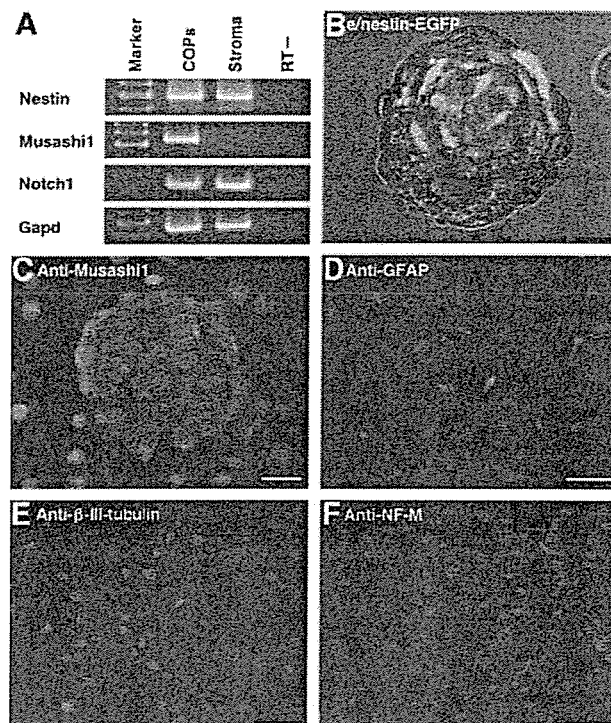 A
Marker
COPs
Stroma
RT—
Nestin
Musashi1
Notch1
Gapd
B e/nestin-EGFP
C Anti-Musashi1
D Anti-GFAP
E Anti-β-III-tubulin
F Anti-NF-M